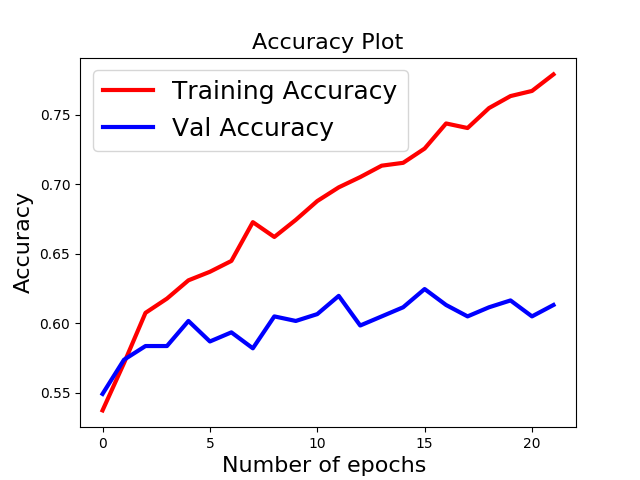 Accuracy Plot
Training Accuracy
Val Accuracy
Accuracy
0.75
0.70
0.65
0.60
0.55
0 5 10 15 20
Number of epochs